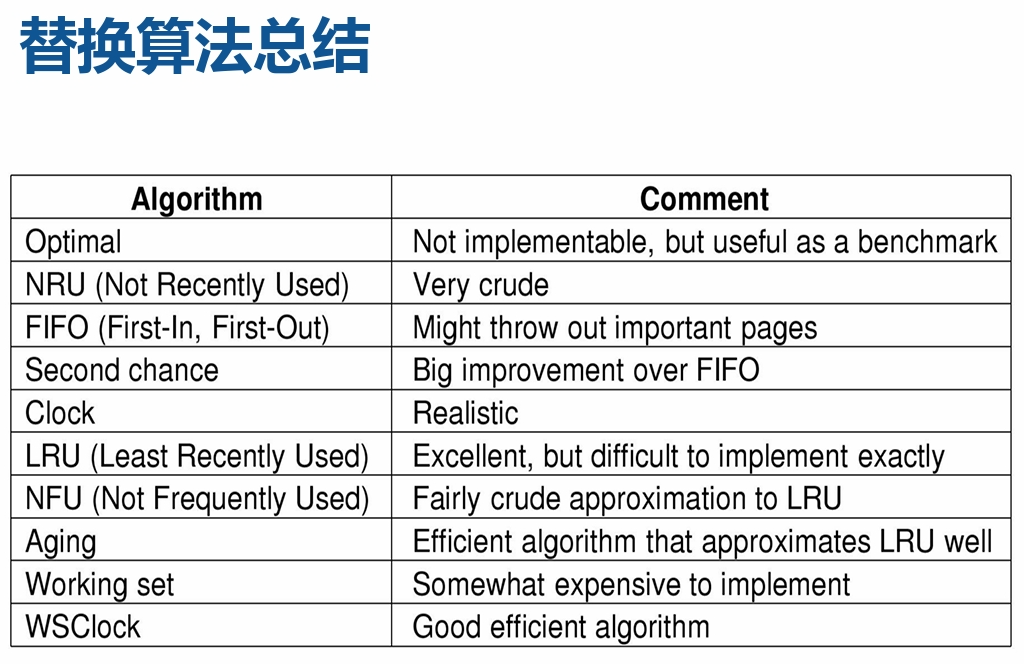 替换算法总结
Algorithm Comment
Optimal Not implementable, but useful as a benchmark
NRU (Not Recently Used) Very crude
FIFO (First-In, First-Out) Might throw out important pages
Second chance Big improvement over FIFO
Clock Realistic
LRU (Least Recently Used) Excellent, but difficult to implement exactly
NFU (Not Frequently Used) Fairly crude approximation to LRU
Aging Efficient algorithm that approximates LRU well
Working set Somewhat expensive to implement
WSClock Good efficient algorithm